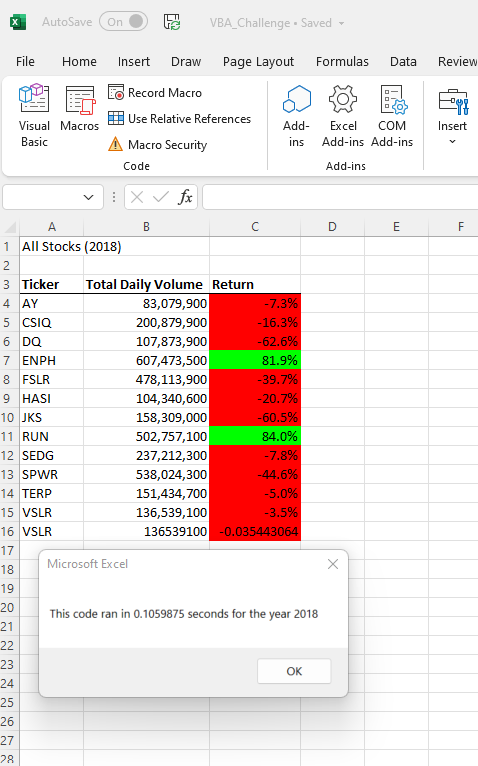 AutoSave On VBA_Challenge • Saved
File Home Insert Draw Page Layout Formulas Data Review
Visual Basic
Macros
Record Macro
Use Relative References
Macro Security
Code
Add-ins
Excel Add-ins
COM Add-ins
Add-ins
Insert
fx
A B C D E F
1 All Stocks (2018)
2
3 Ticker Total Daily Volume Return
4 AY 83,079,900 -7.3%
5 CSIQ 200,879,900 -16.3%
6 DQ 107,873,900 -62.6%
7 ENPH 607,473,500 81.9%
8 FSLR 478,113,900 -39.7%
9 HASI 104,340,600 -20.7%
10 JKS 158,309,000 -60.5%
11 RUN 502,757,100 84.0%
12 SEDG 237,212,300 -7.8%
13 SPWR 538,024,300 -44.6%
14 TERP 151,434,700 -5.0%
15 VSLR 136,539,100 -3.5%
16 VSLR 136539100 -0.035443064
17
18
19
20
21
22
23
24
25
26
27
28
Microsoft Excel
This code ran in 0.1059875 seconds for the year 2018
OK